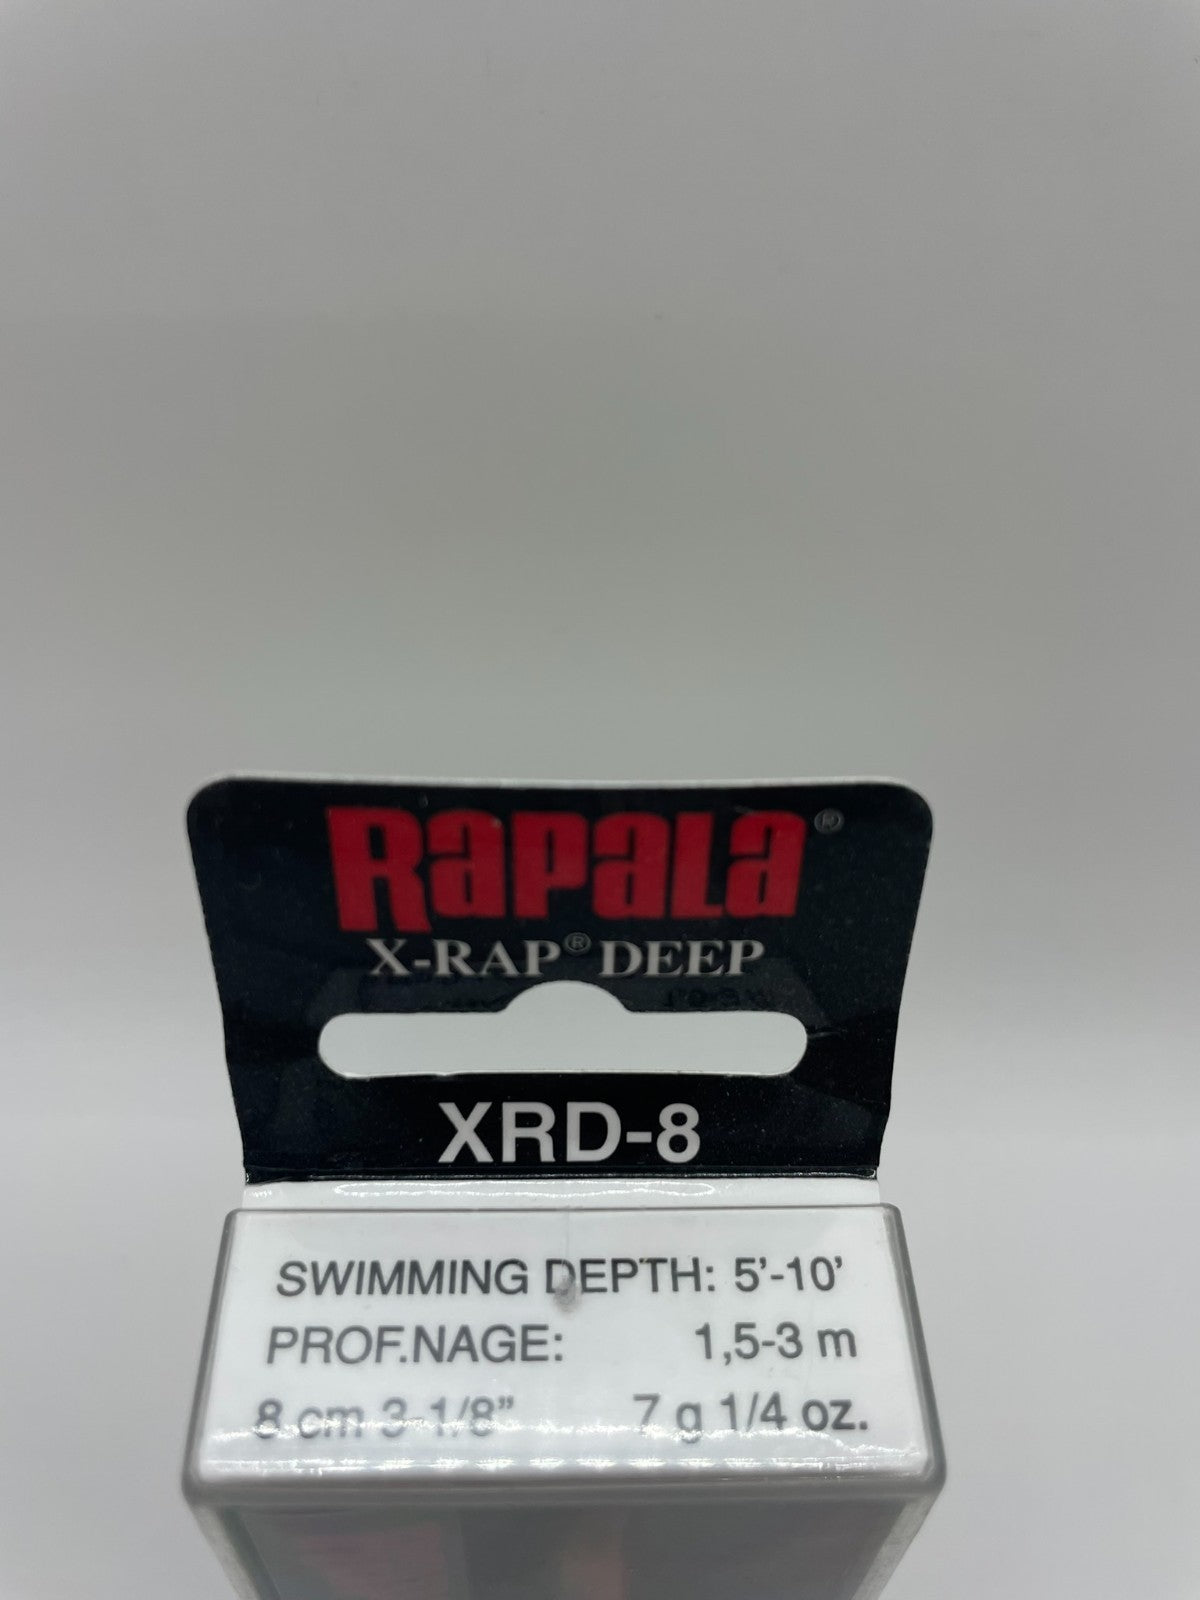 RAPALA®
X-RAP® DEEP
XRD-8
SWIMMING DEPTH: 5'-10'
PROF.NAGE: 1,5-3 m
8 cm 3-1/8" 7 g 1/4 oz.